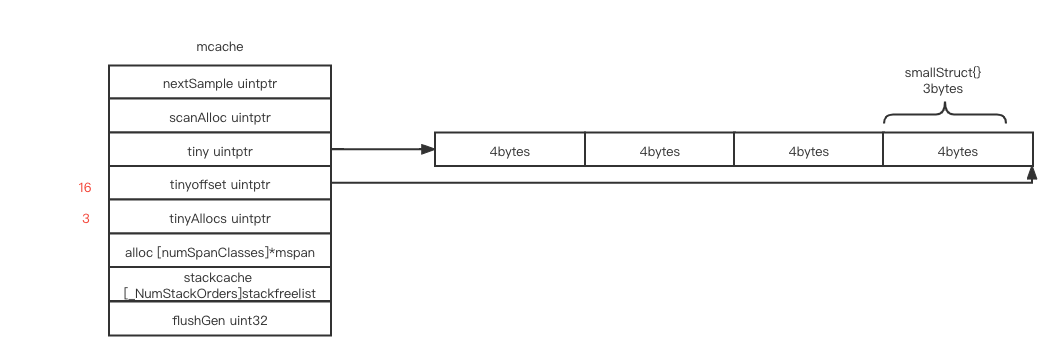 mcache
nextSample uintptr
scanAlloc uintptr
smallStruct{}
3bytes
tiny uintptr
4bytes
4bytes
4bytes
4bytes
16
tinyoffset uintptr
3
tinyAllocs uintptr
alloc [numSpanClasses]*mspan
stackcache
[_NumStackOrders]stackfreelist
flushGen uint32